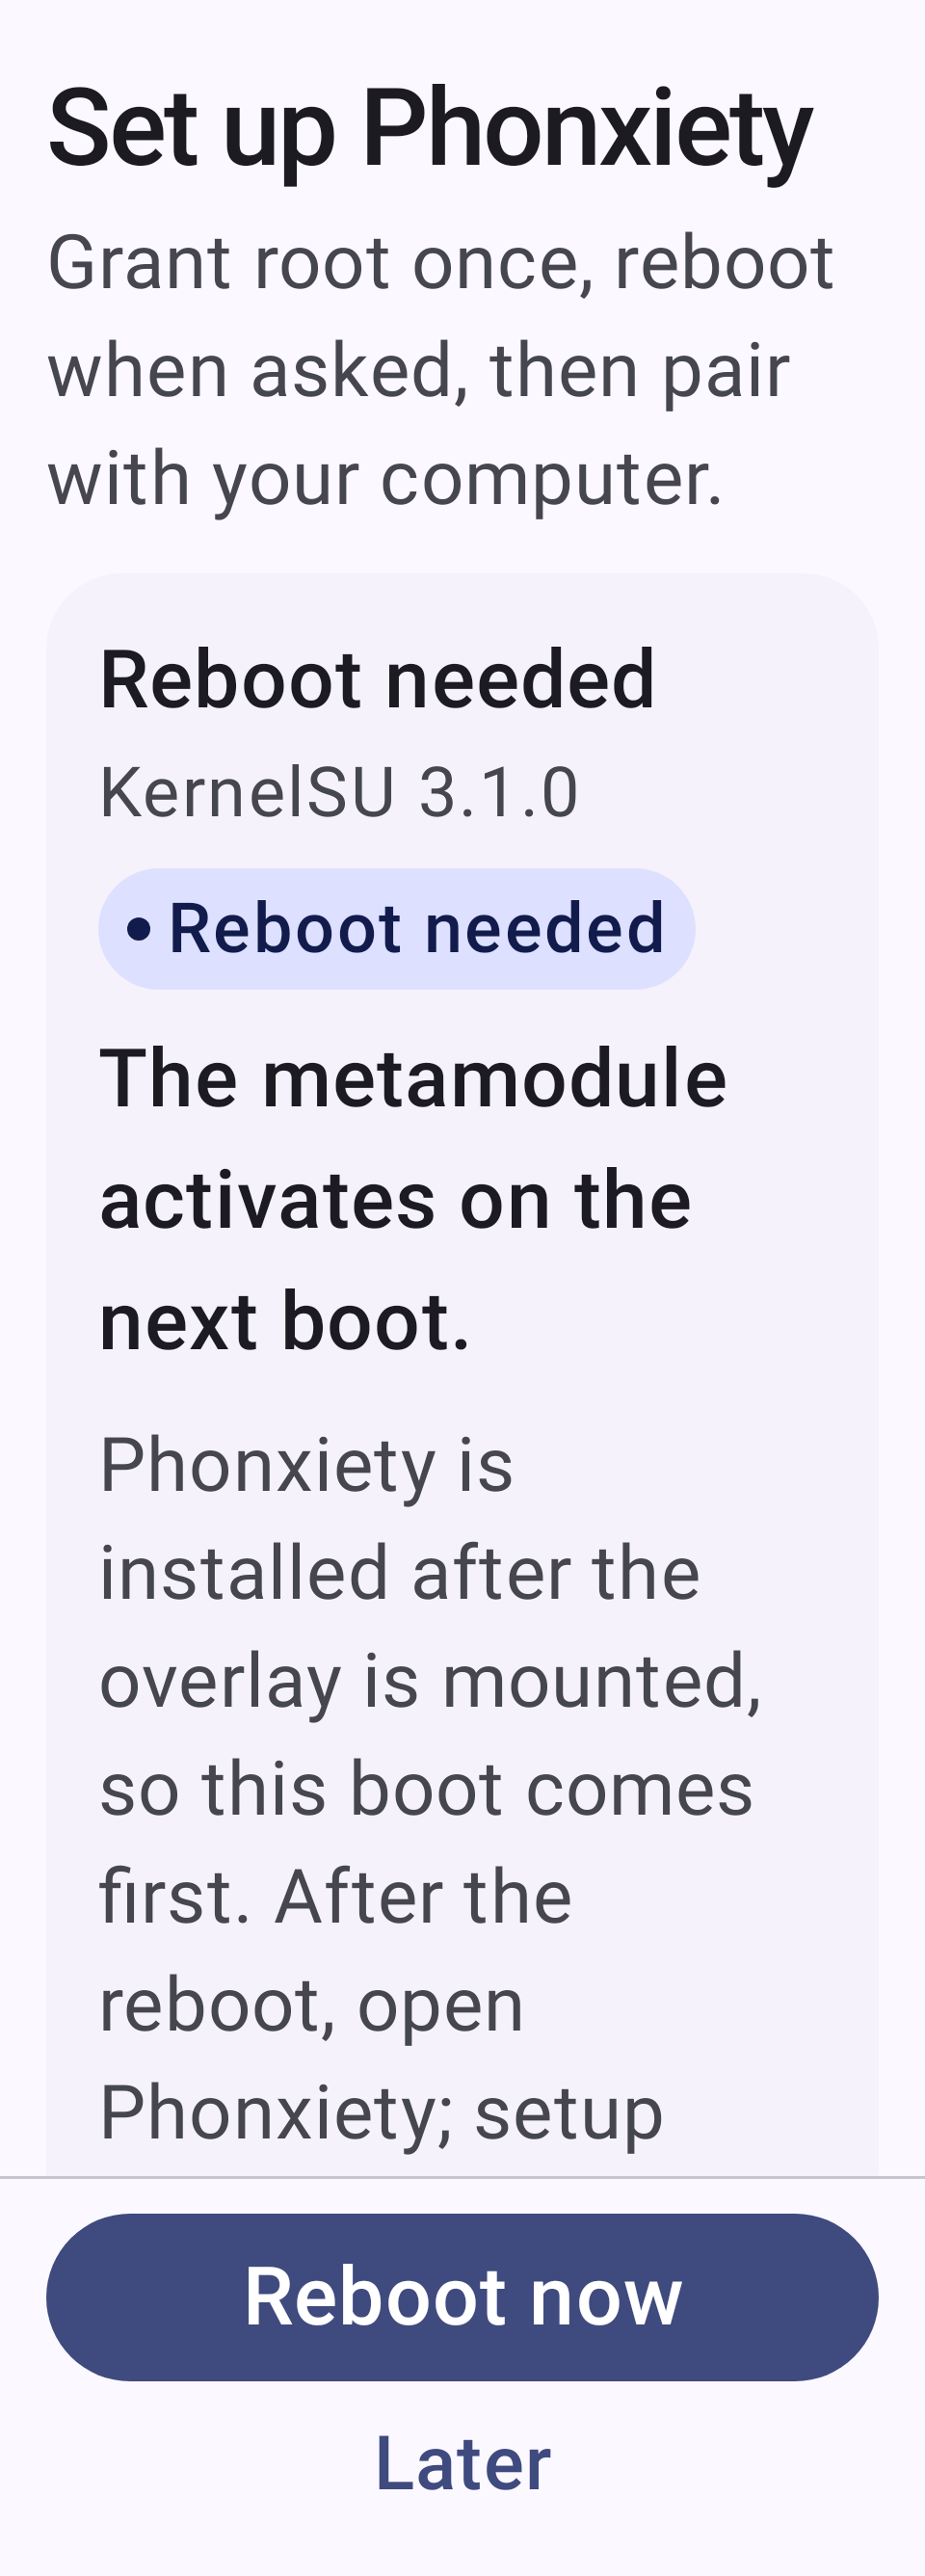 Set up Phonxiety
Grant root once, reboot
when asked, then pair
with your computer.
Reboot needed
KernelSU 3.1.0
• Reboot needed
The metamodule
activates on the
next boot.
Phonxiety is
installed after the
overlay is mounted,
so this boot comes
first. After the
reboot, open
Phonxiety; setup
Reboot now
Later